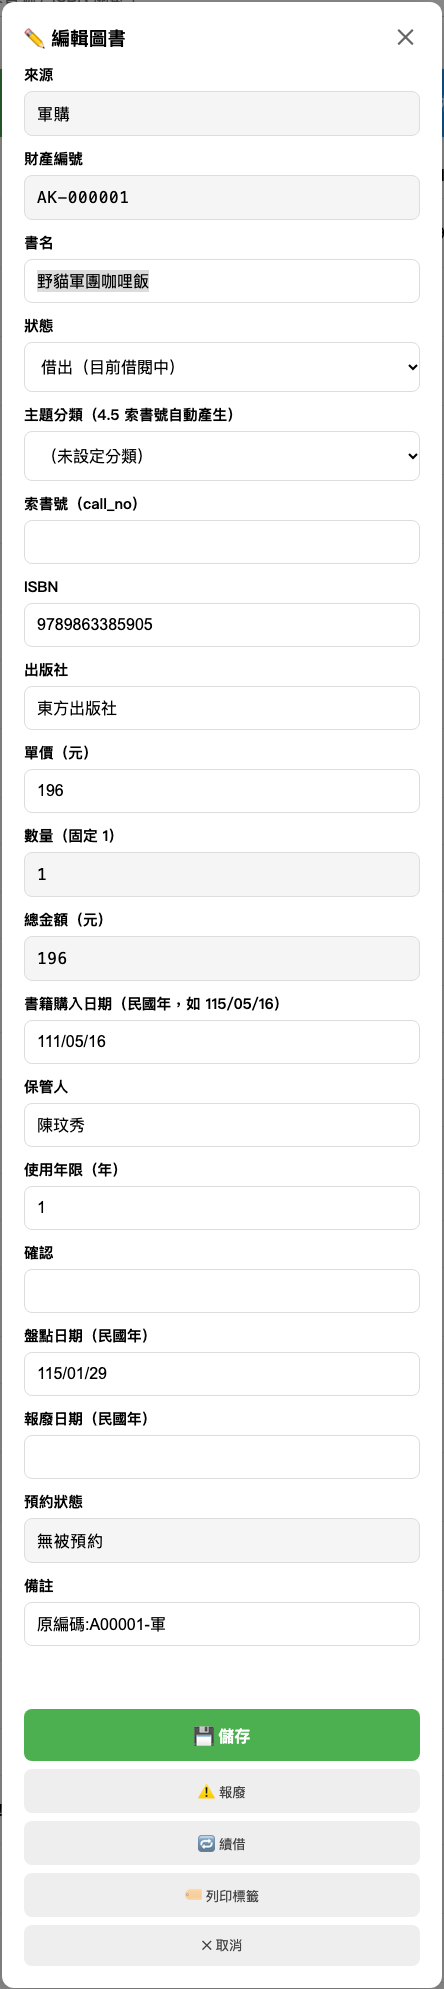 ✏️ 編輯圖書 ×
來源
軍購
財產編號
AK-000001
書名
野貓軍團咖哩飯
狀態
借出（目前借閱中）
主題分類（4.5 索書號自動產生）
（未設定分類）
索書號（call_no）
ISBN
9789863385905
出版社
東方出版社
單價（元）
196
數量（固定 1）
1
總金額（元）
196
書籍購入日期（民國年，如 115/05/16）
111/05/16
保管人
陳玟秀
使用年限（年）
1
確認
盤點日期（民國年）
115/01/29
報廢日期（民國年）
預約狀態
無被預約
備註
原編碼:A00001-軍
💾 儲存
⚠️ 報廢
🔁 續借
🏷️ 列印標籤
✕ 取消